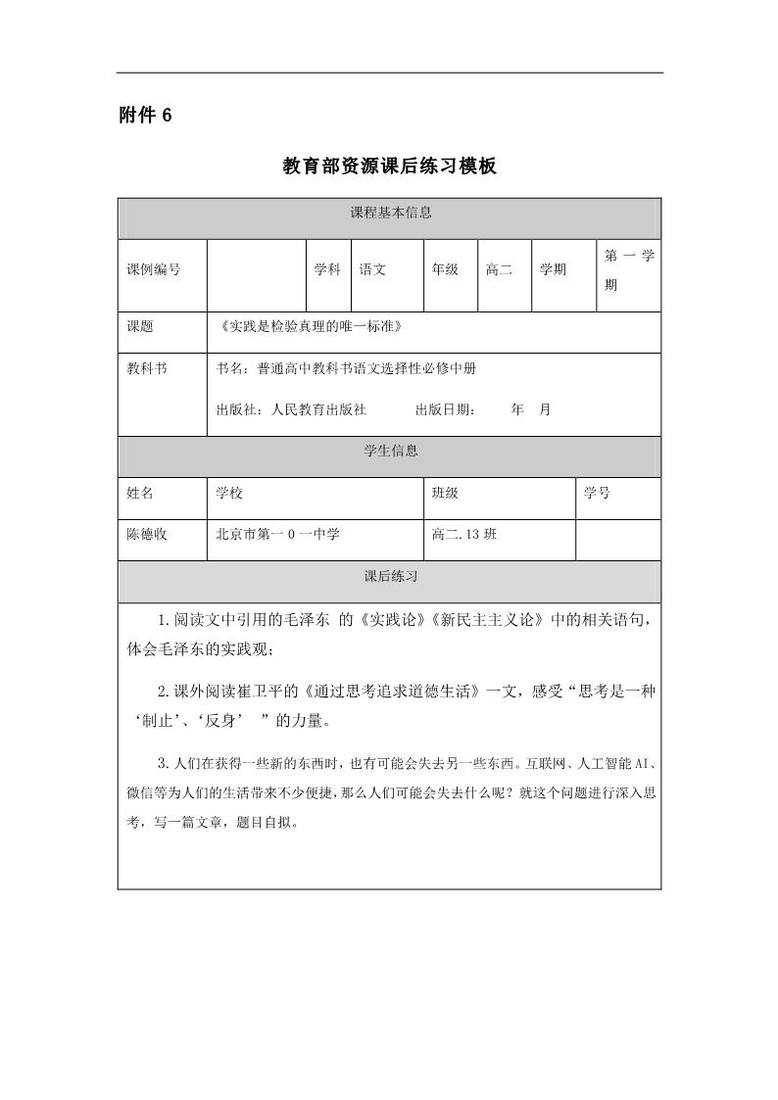 附件 6
教育部资源课后练习模板
课程基本信息
课例编号 学科 语文 年级 高二 学期 第一学
期
课题 《实践是检验真理的唯一标准》
教科书 书名：普通高中教科书语文选择性必修中册
出版社：人民教育出版社 出版日期： 年 月
学生信息
姓名 学校 班级 学号
陈德收 北京市第一0一中学 高二.13 班
课后练习
1.阅读文中引用的毛泽东 的《实践论》《新民主主义论》中的相关语句，
体会毛泽东的实践观；
2.课外阅读崔卫平的《通过思考追求道德生活》一文，感受“思考是一种
‘制止’、‘反身’ ”的力量。
3.人们在获得一些新的东西时，也有可能会失去另一些东西。互联网、人工智能 AI、
微信等为人们的生活带来不少便捷，那么人们可能会失去什么呢？就这个问题进行深入思
考，写一篇文章，题目自拟。